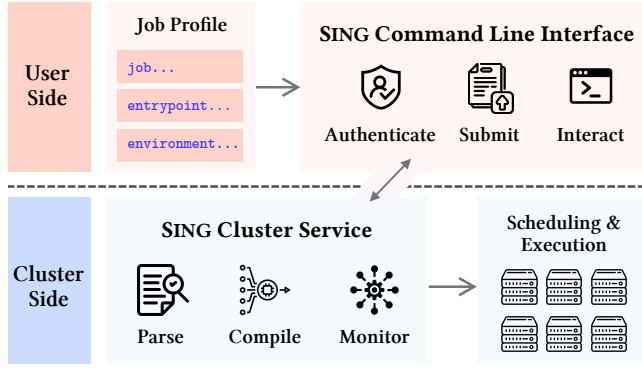 User
Side
Job Profile
job...
entrypoint...
environment...
SING Command Line Interface
Authenticate
Submit
Interact
Cluster
Side
SING Cluster Service
Parse
Compile
Monitor
Scheduling &
Execution